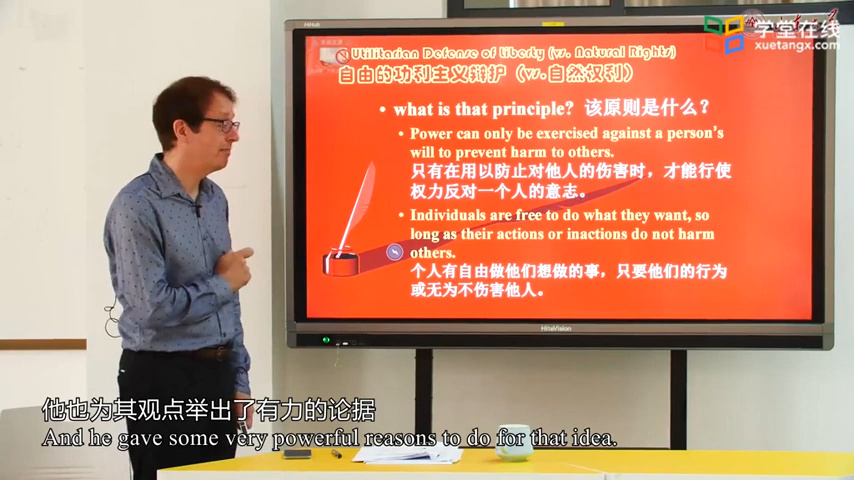 HiHub
Utilitarian Defense of Liberty (vs. Natural Rights)
自由的功利主义辩护（vs.自然权利）
• what is that principle? 该原则是什么？
• Power can only be exercised against a person's
will to prevent harm to others.
只有在用以防止对他人的伤害时，才能行使
权力反对一个人的意志。
• Individuals are free to do what they want, so
long as their actions or inactions do not harm
others.
个人有自由做他们想做的事，只要他们的行为
或无为不伤害他人。
HiteVision
学堂在线
xuetangx.com
他也为其观点举出了有力的论据
And he gave some very powerful reasons to do for that idea.